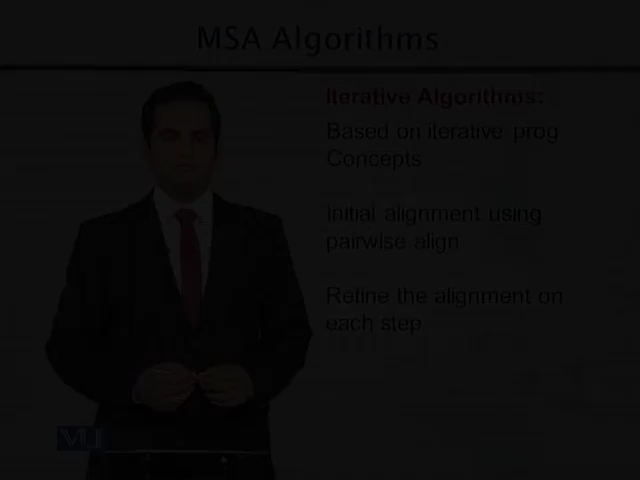 MSA Algorithms
Iterative Algorithms:
Based on iterative prog
Concepts
Initial alignment using
pairwise align
Refine the alignment on
each step
VU